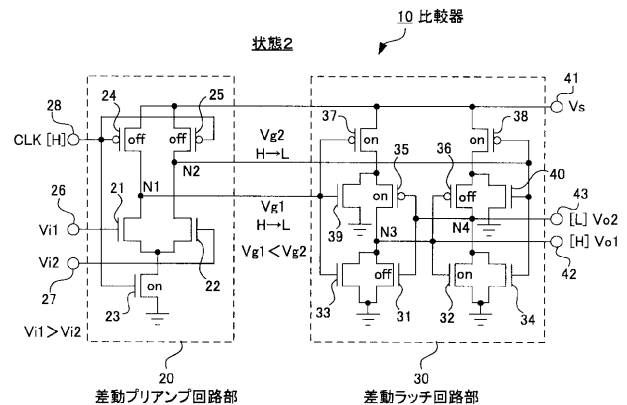 10 比較器
状態2
24
25
28
CLK [H]
off
off
Vg2
H→L
N1
N2
26
21
Vi1
Vi2
27
22
on
23
Vi1>Vi2
20
差動プリアンプ回路部
Vg1
H→L
Vg1<Vg2
37
on
35
on
36
off
on
38
41
Vs
40
39
43
[L] Vo2
N3
N4
[H] Vo1
42
off
on
33
31
32
34
30
差動ラッチ回路部